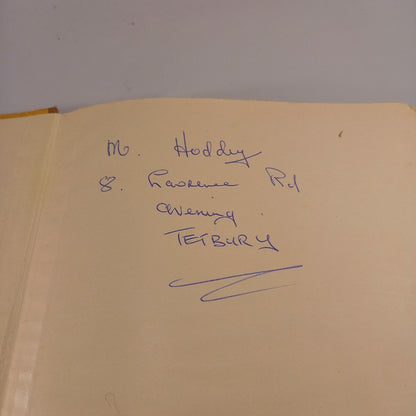 M. Hoddy
8. Lawrence Rd
Avening.
TETBURY